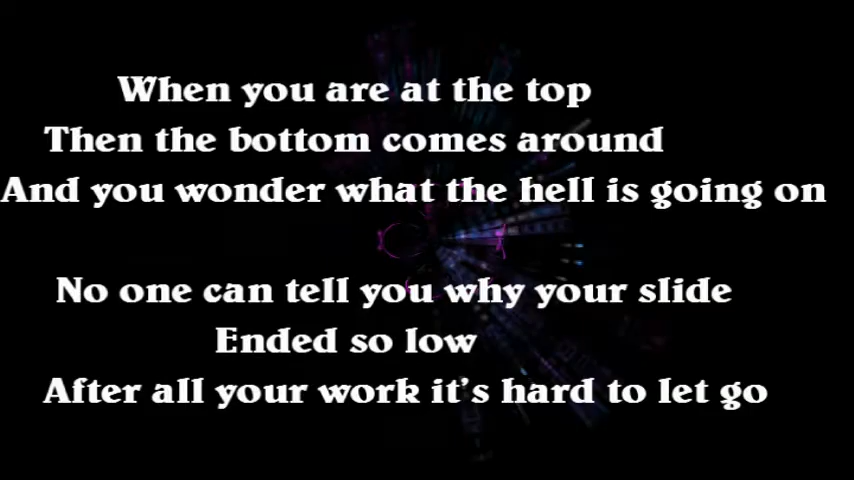 When you are at the top
Then the bottom comes around
And you wonder what the hell is going on
No one can tell you why your slide
Ended so low
After all your work it's hard to let go